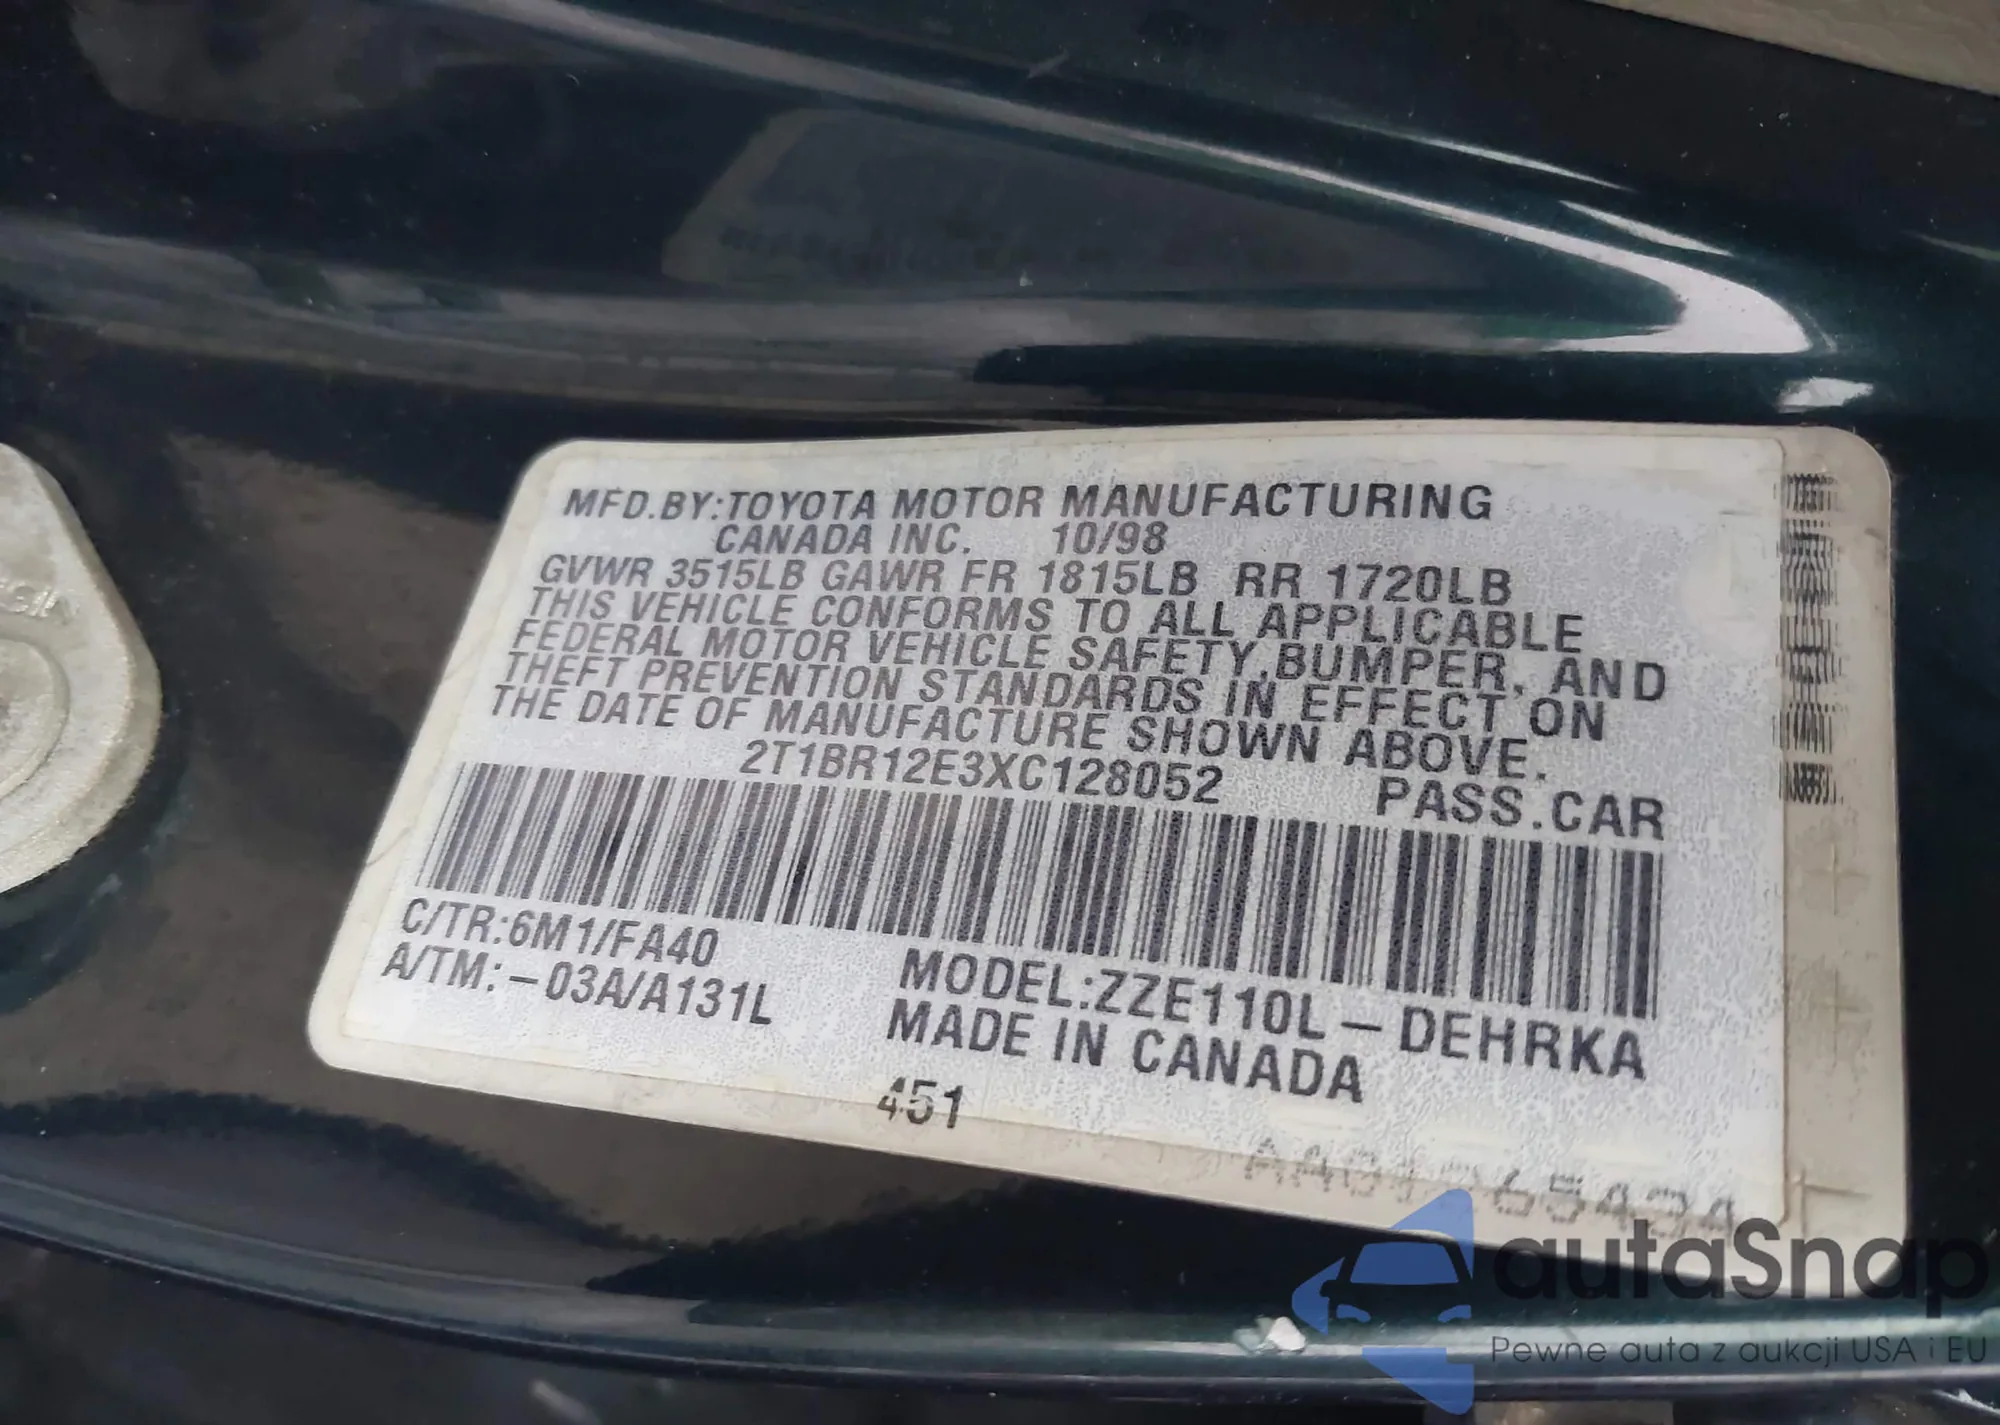 MFD.BY:TOYOTA MOTOR MANUFACTURING
CANADA INC. 10/98
GVWR 3515LB GAWR FR 1815LB RR 1720LB
THIS VEHICLE CONFORMS TO ALL APPLICABLE
FEDERAL MOTOR VEHICLE SAFETY,BUMPER, AND
THEFT PREVENTION STANDARDS IN EFFECT ON
THE DATE OF MANUFACTURE SHOWN ABOVE.
2T1BR12E3XC128052 PASS.CAR
C/TR:6M1/FA40
A/TM:-03A/A131L
MODEL:ZZE110L-DEHRKA
MADE IN CANADA
451
autaSnap
Pewne auta z aukcji USA i EU